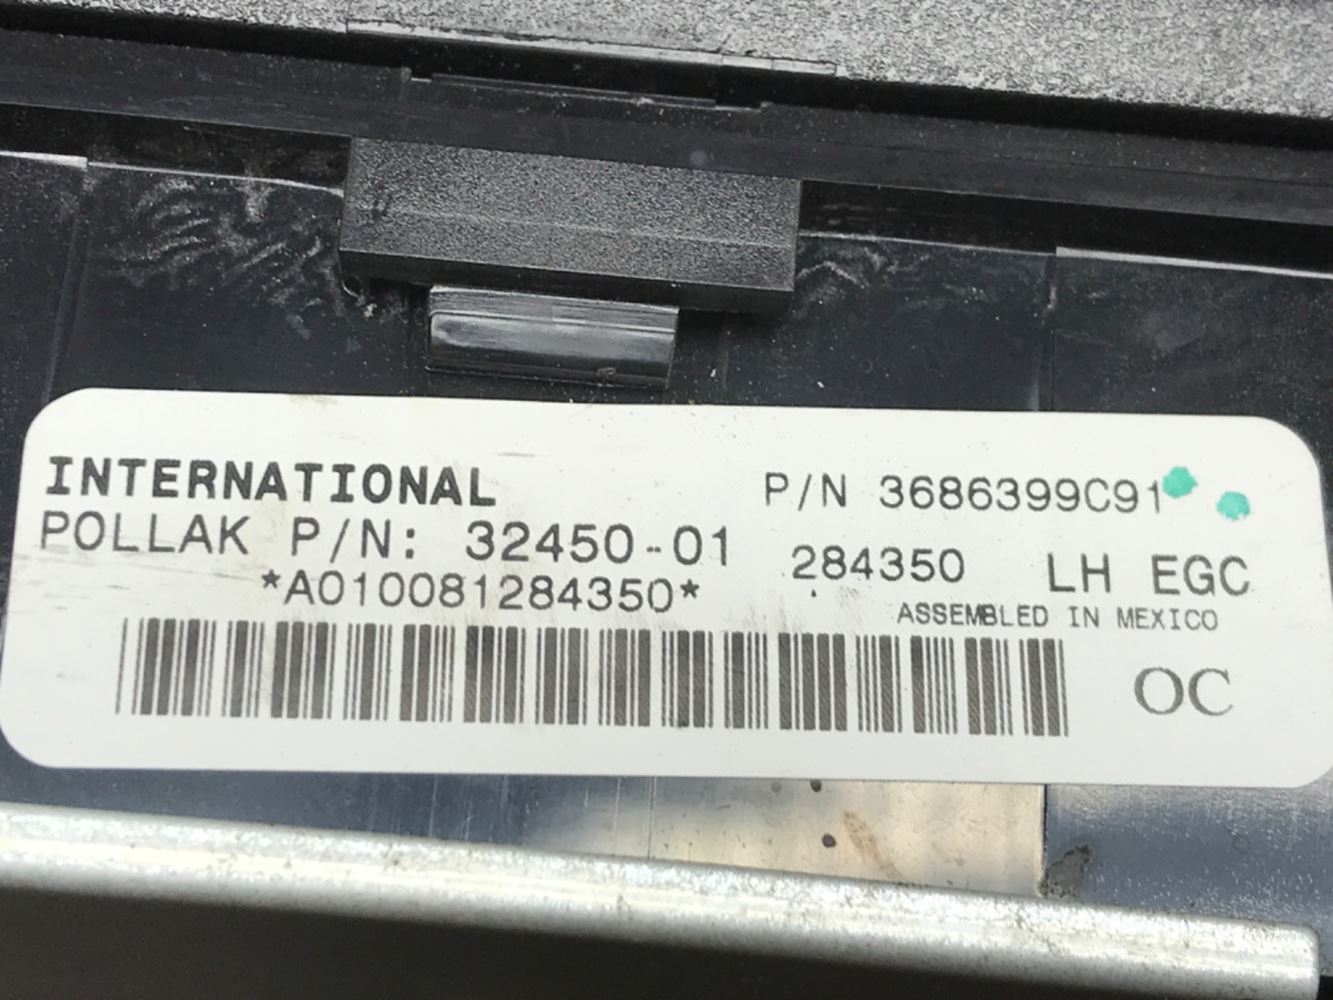 INTERNATIONAL P/N 3686399C91
POLLAK P/N: 32450-01 284350 LH EGC
*A010081284350* ASSEMBLED IN MEXICO
OC